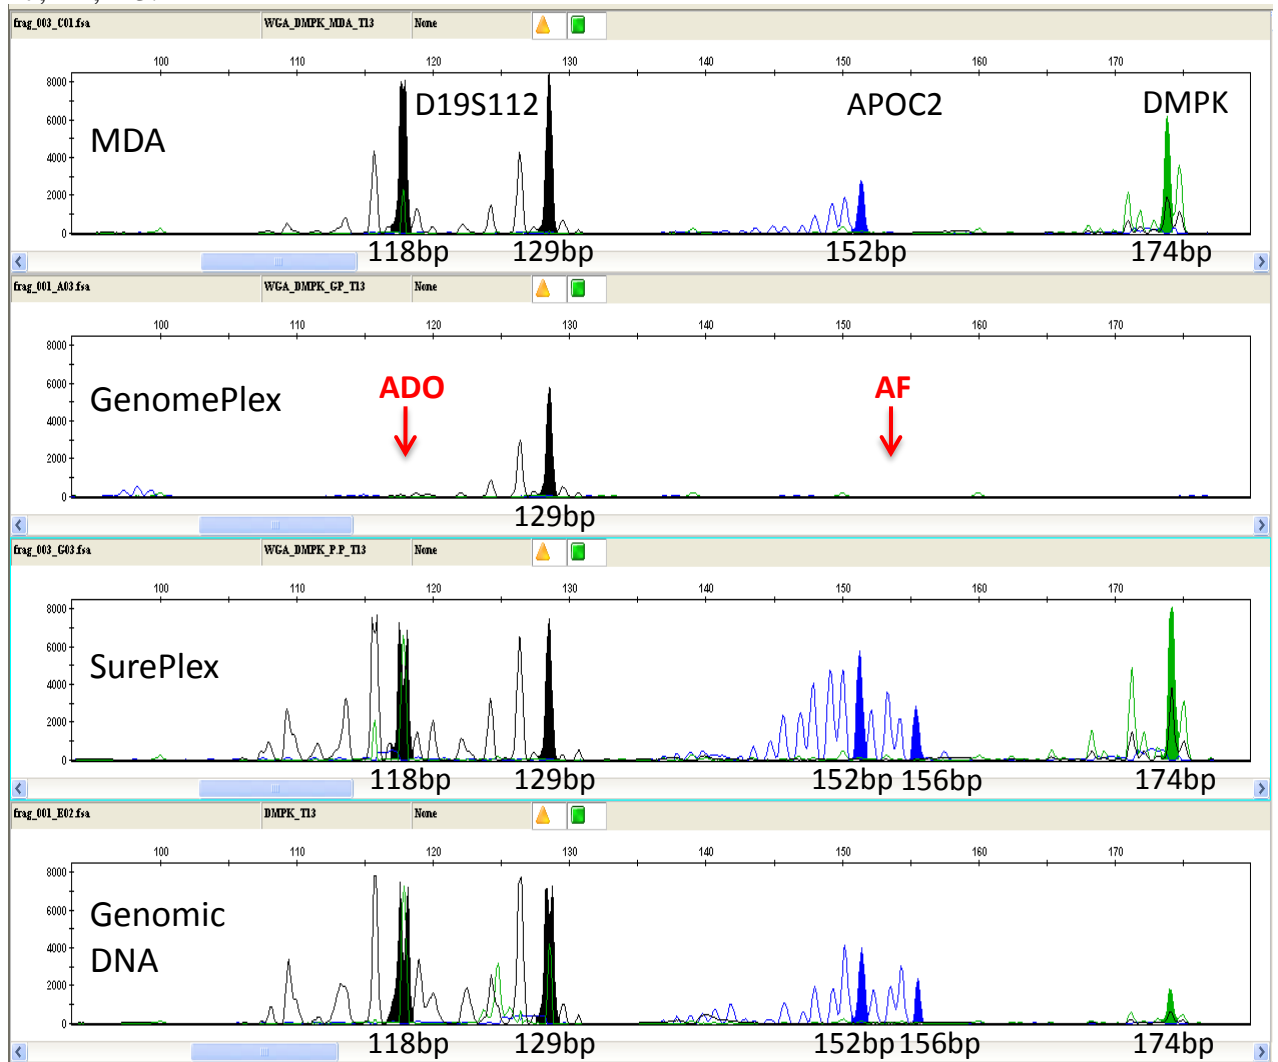 frag_003_C01.fsa WGA_DMPK_MDA_T13 None
100 110 120 130 140 150 160 170
8000
6000
4000
2000
0
MDA D19S112 APOC2 DMPK
118bp 129bp 152bp 174bp
frag_001_A03.fsa WGA_DMPK_GP_T13 None
100 110 120 130 140 150 160 170
8000
6000
4000
2000
0
GenomePlex ADO AF
129bp
frag_003_G03.fsa WGA_DMPK_P.P_T13 None
100 110 120 130 140 150 160 170
8000
6000
4000
2000
0
SurePlex
118bp 129bp 152bp 156bp 174bp
frag_001_E02.fsa DMPK_T13 None
100 110 120 130 140 150 160 170
8000
6000
4000
2000
0
Genomic
DNA
118bp 129bp 152bp 156bp 174bp